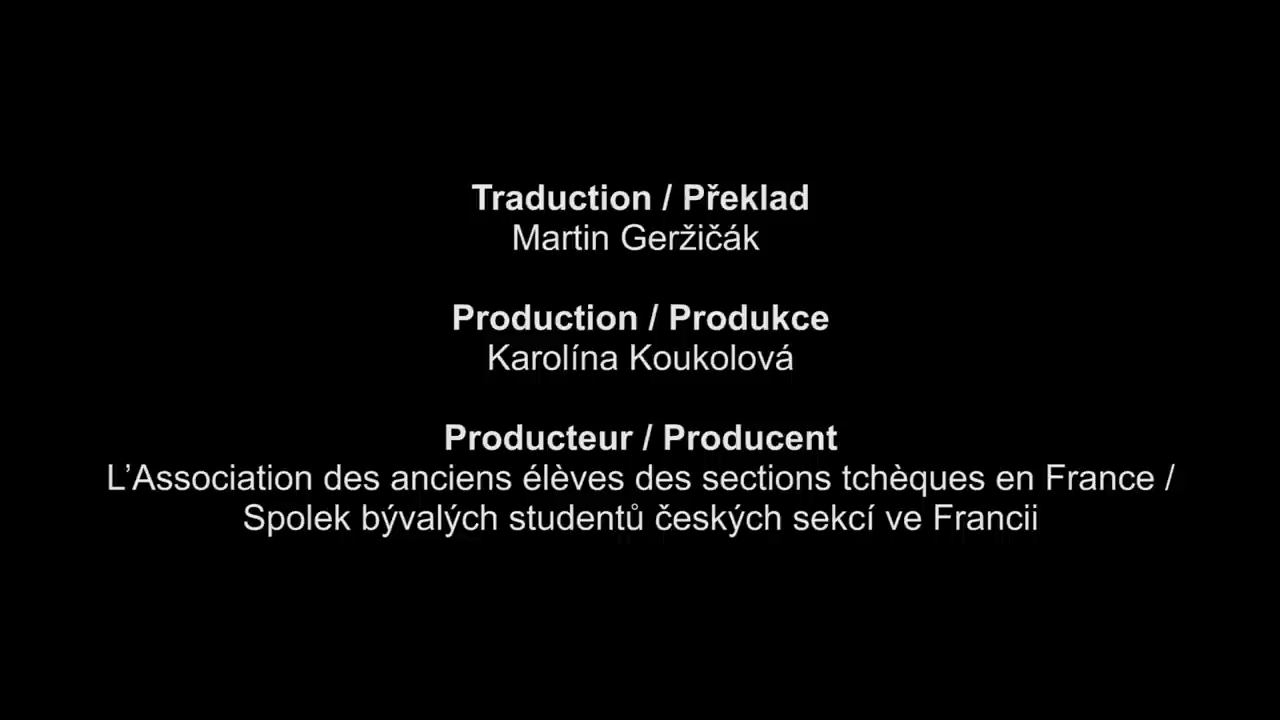 Traduction / Překlad
Martin Geržičák
Production / Produkce
Karolína Koukolová
Producteur / Producent
L’Association des anciens élèves des sections tchèques en France /
Spolek bývalých studentů českých sekcí ve Francii